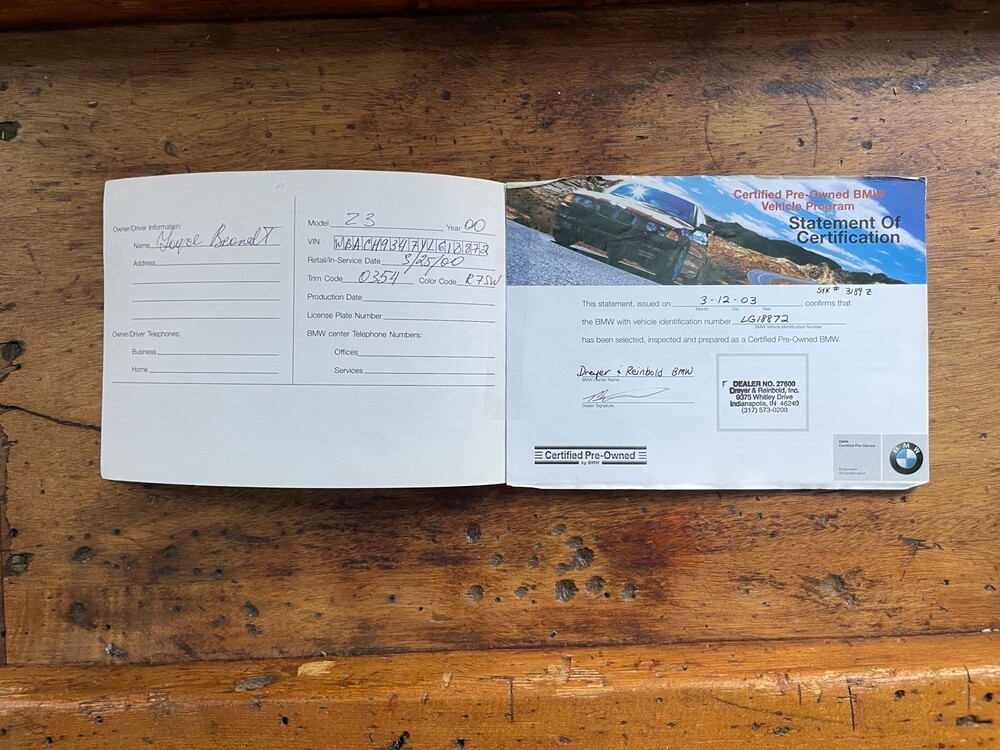 Owner/Driver Information:
Name
Address
Owner/Driver Telephones:
Business
Home
Model Z3 Year 00
VIN WBACH9347YLG18872
Retail/In-Service Date 3/25/00
Trim Code 0354 Color Code R7SW
Production Date
License Plate Number
BMW center Telephone Numbers:
Offices
Services
Certified Pre-Owned BMW
Vehicle Program
Statement Of
Certification
STK # 3189 Z
This statement, issued on 3-12-03, confirms that
Month Day Year
the BMW with vehicle identification number LG18872
BMW Vehicle Identification Number
has been selected, inspected and prepared as a Certified Pre-Owned BMW.
Dreyer & Reinbold BMW
BMW Center Name
Dealer Signature
DEALER NO. 27600
Dreyer & Reinbold, Inc.
9375 Whitley Drive
Indianapolis, IN 46240
(317) 573-0200
Certified Pre-Owned
by BMW
BMW
Certified Pre-Owned
Statement
Of Certification
BMW